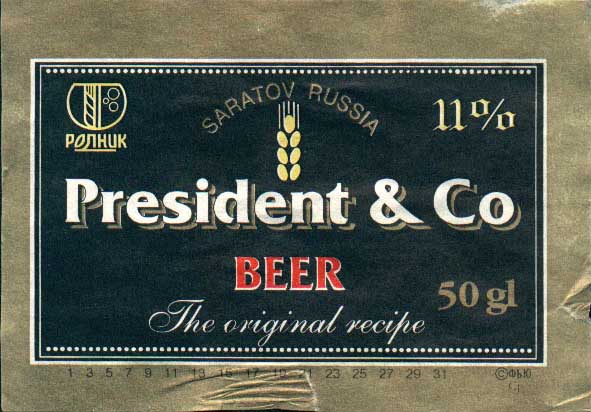 SARATOV RUSSIA
РОДНИК
11%
President & Co
BEER
50 gl
The original recipe
1 3 5 7 9 11 13 15 17 19 21 23 25 27 29 31
© ФЬЮ